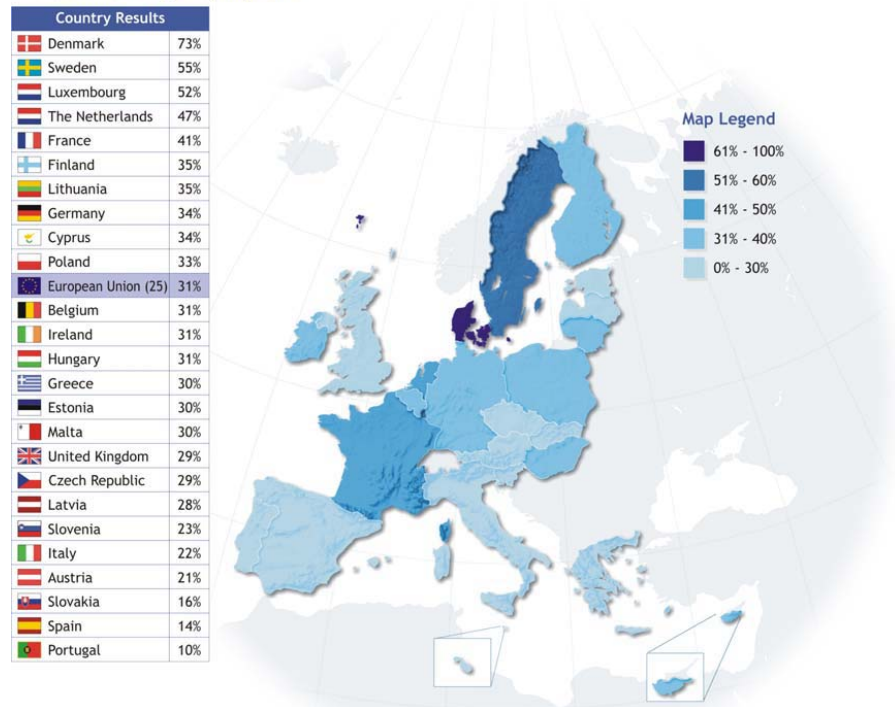 Country Results
Denmark 73%
Sweden 55%
Luxembourg 52%
The Netherlands 47%
France 41%
Finland 35%
Lithuania 35%
Germany 34%
Cyprus 34%
Poland 33%
European Union (25) 31%
Belgium 31%
Ireland 31%
Hungary 31%
Greece 30%
Estonia 30%
Malta 30%
United Kingdom 29%
Czech Republic 29%
Latvia 28%
Slovenia 23%
Italy 22%
Austria 21%
Slovakia 16%
Spain 14%
Portugal 10%
Map Legend
61% - 100%
51% - 60%
41% - 50%
31% - 40%
0% - 30%